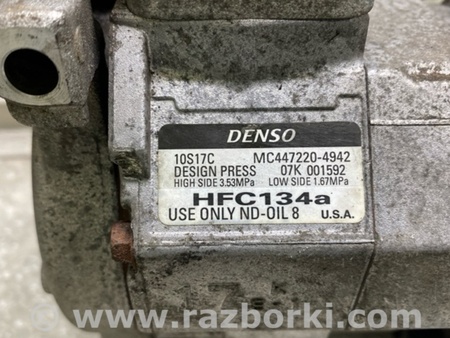 DENSO
10S17C MC447220-4942
DESIGN PRESS 07K 001592
HIGH SIDE 3.53MPa LOW SIDE 1.67MPa
HFC134a
USE ONLY ND-OIL 8 U.S.A.
www.razborki.com